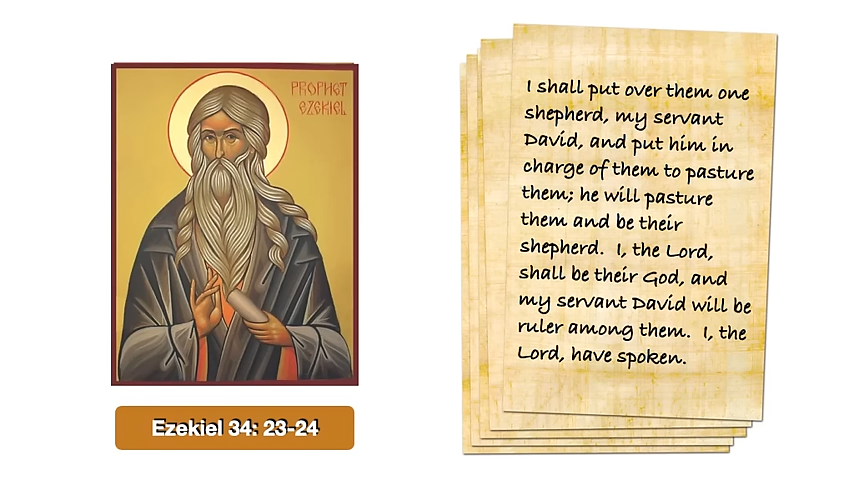 PROPHET
EZEKIEL
Ezekiel 34: 23-24
I shall put over them one
shepherd, my servant
David, and put him in
charge of them to pasture
them; he will pasture
them and be their
shepherd. I, the Lord,
shall be their God, and
my servant David will be
ruler among them. I, the
Lord, have spoken.